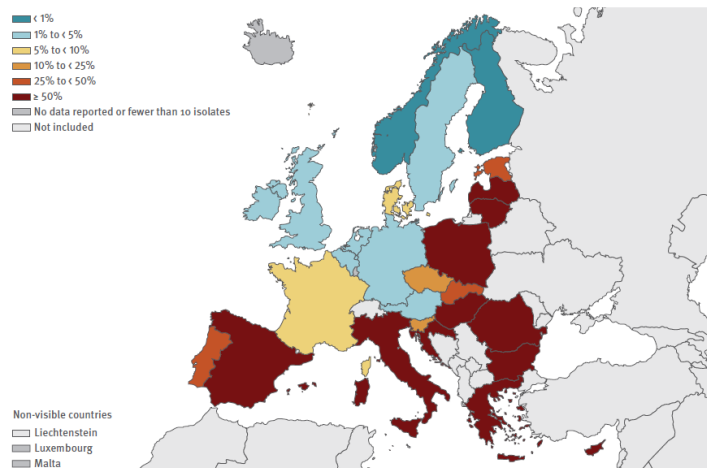 < 1%
1% to < 5%
5% to < 10%
10% to < 25%
25% to < 50%
≥ 50%
No data reported or fewer than 10 isolates
Not included
Non-visible countries
Liechtenstein
Luxembourg
Malta